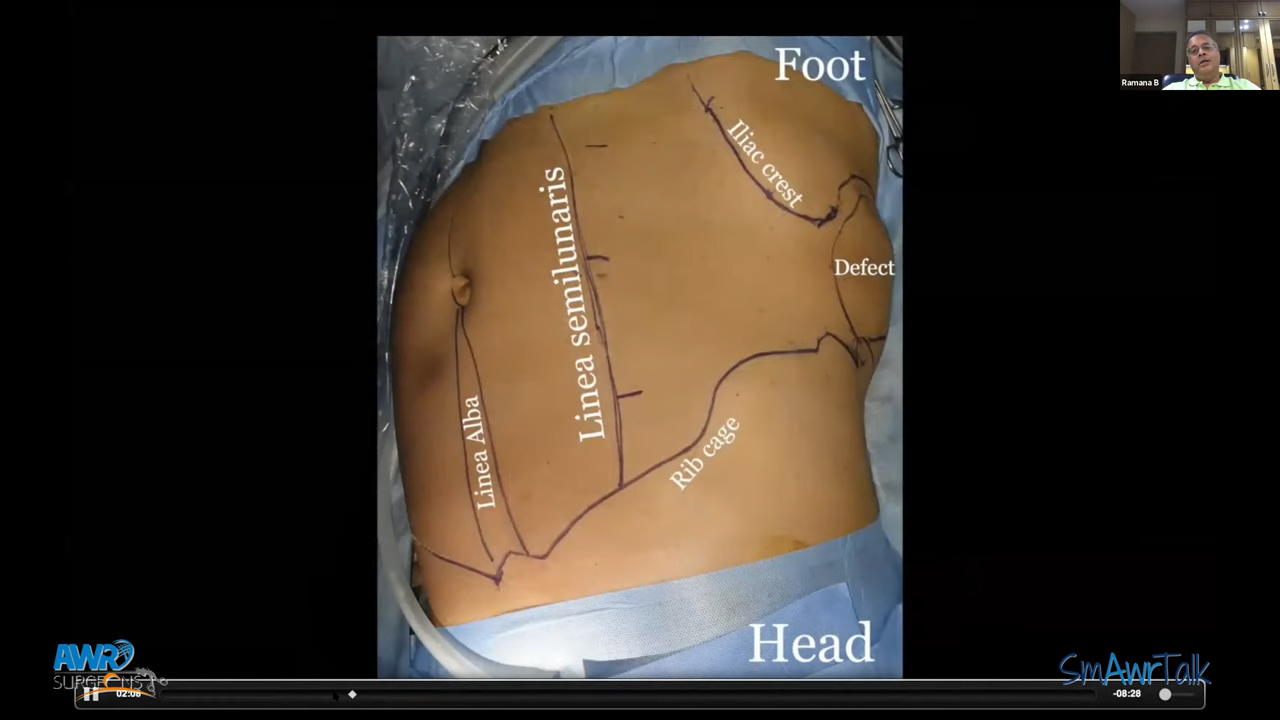 Foot
Ramana B
Iliac crest
Linea semilunaris
Defect
Linea Alba
Rib cage
Head
AWR
SURGEONS
SmAwrTalk
02:08
-08:28